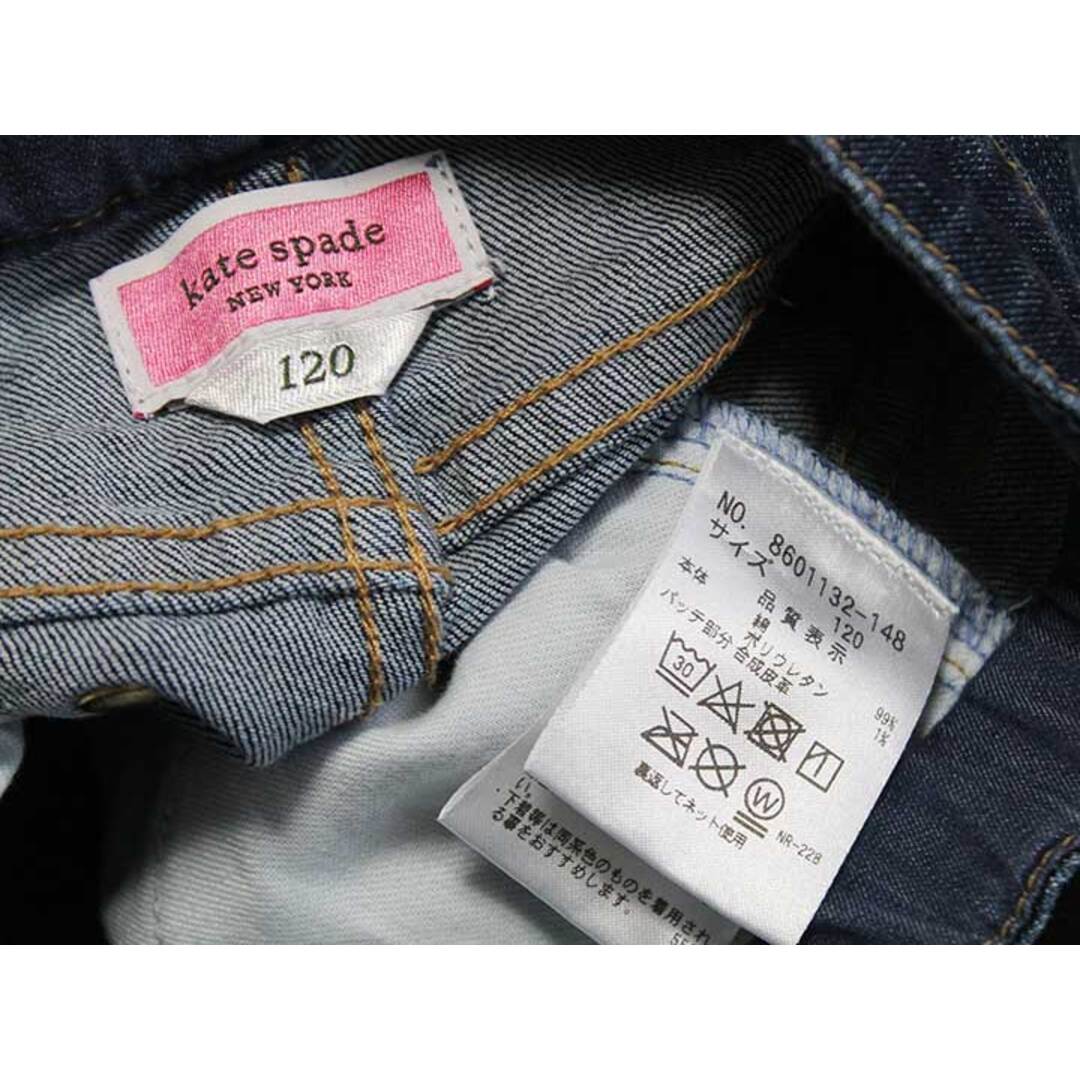 kate spade
NEW YORK
120
NO. 8601132-148
サイズ 120
品質表示
本体 綿 99%
ポリウレタン 1%
パッチ部分 合成皮革
30
W
裏返してネット使用
NR-228
い。
・下着等は同系色のものを着用され
る事をおすすめします。